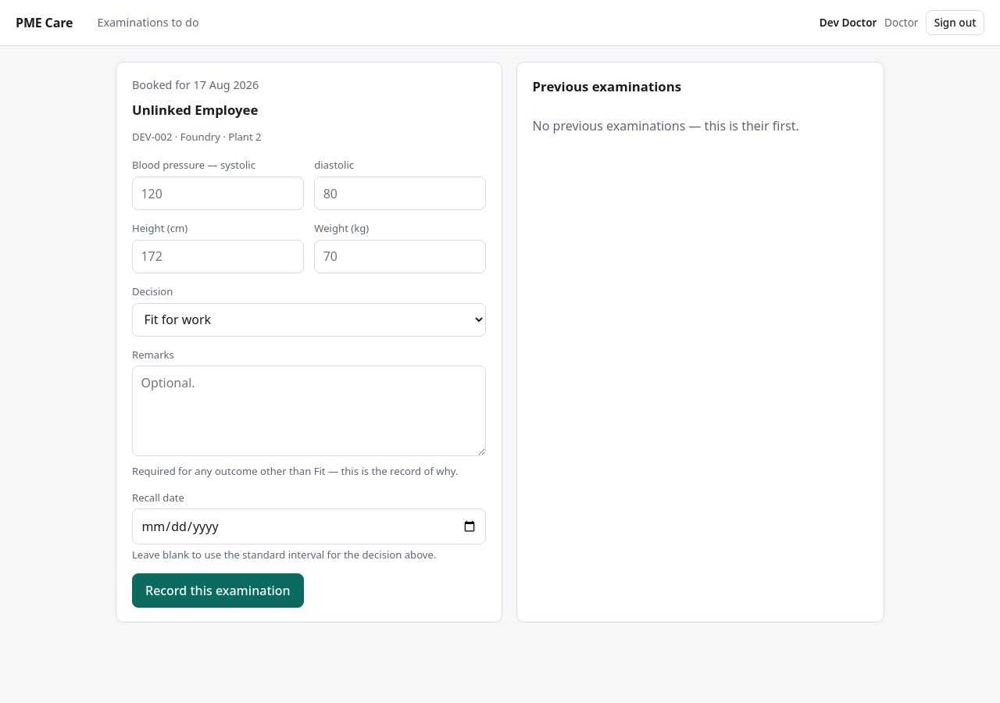 PME Care
Examinations to do
Dev Doctor Doctor Sign out
Booked for 17 Aug 2026
Unlinked Employee
DEV-002 · Foundry · Plant 2
Blood pressure — systolic
diastolic
120
80
Height (cm)
Weight (kg)
172
70
Decision
Fit for work
Remarks
Optional.
Required for any outcome other than Fit — this is the record of why.
Recall date
mm/dd/yyyy
Leave blank to use the standard interval for the decision above.
Record this examination
Previous examinations
No previous examinations — this is their first.